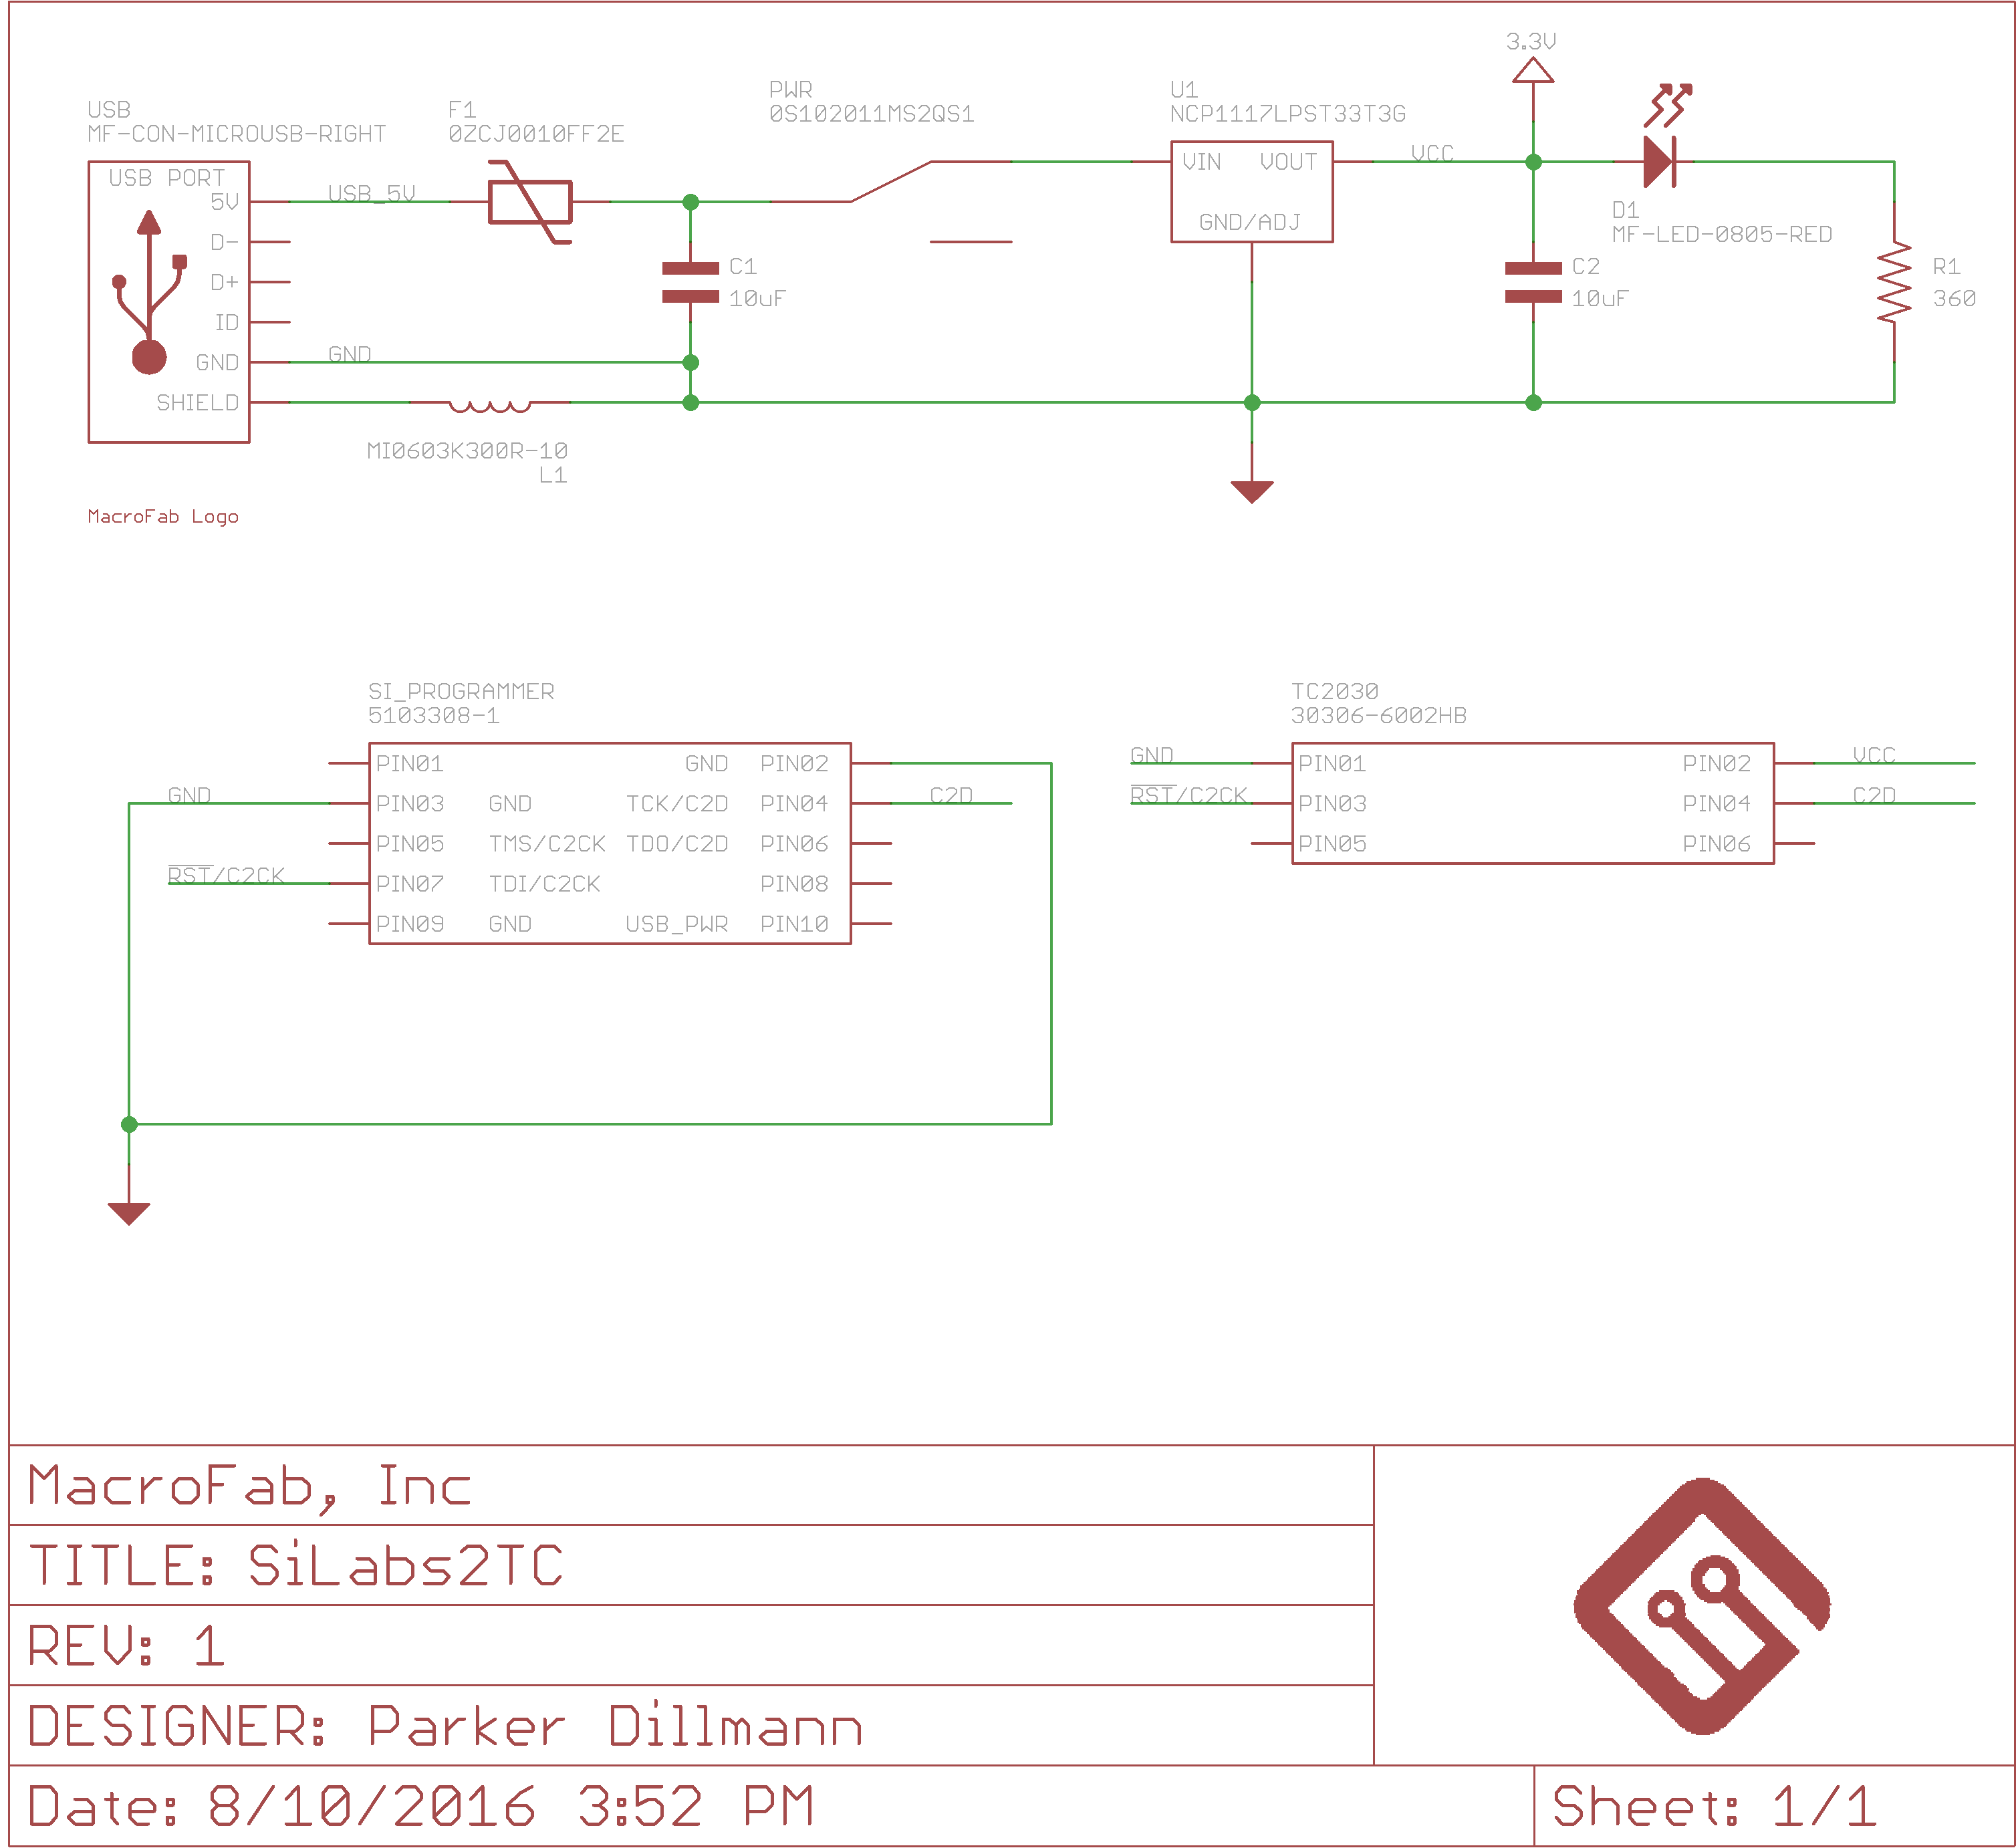 3.3V
USB
MF-CON-MICROUSB-RIGHT
F1
0ZCJ0010FF2E
PWR
0S102011MS2QS1
U1
NCP1117LPST33T3G
USB PORT
5V
D-
D+
ID
GND
SHIELD
USB_5V
GND
C1
10uF
VIN VOUT
GND/ADJ
VCC
D1
MF-LED-0805-RED
C2
10uF
R1
360
MI0603K300R-10
L1
MacroFab Logo
SI_PROGRAMMER
5103308-1
PIN01 GND PIN02
GND PIN03 GND TCK/C2D PIN04 C2D
PIN05 TMS/C2CK TDO/C2D PIN06
RST/C2CK PIN07 TDI/C2CK PIN08
PIN09 GND USB_PWR PIN10
TC2030
30306-6002HB
GND PIN01 PIN02 VCC
RST/C2CK PIN03 PIN04 C2D
PIN05 PIN06
MacroFab, Inc
TITLE: SiLabs2TC
REV: 1
DESIGNER: Parker Dillmann
Date: 8/10/2016 3:52 PM
Sheet: 1/1